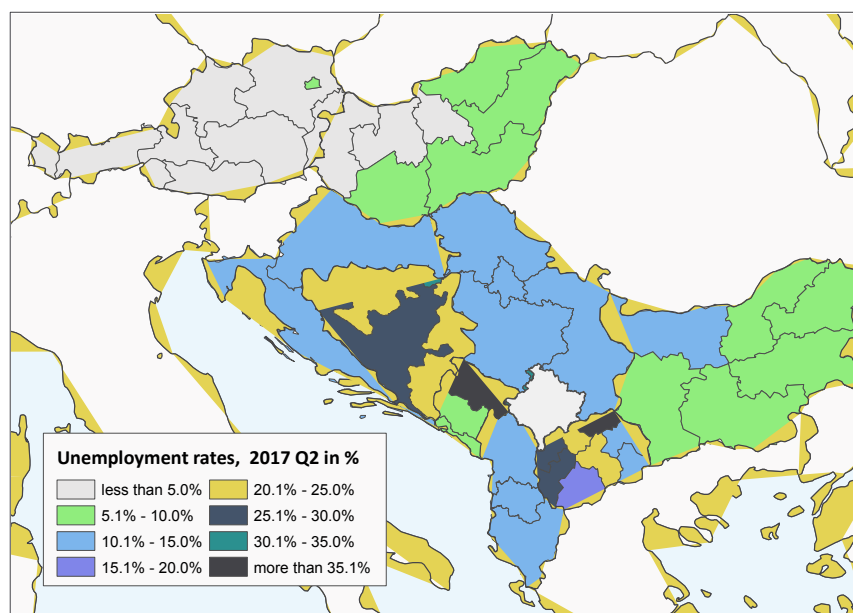 Unemployment rates, 2017 Q2 in %
less than 5.0%
5.1% - 10.0%
10.1% - 15.0%
15.1% - 20.0%
20.1% - 25.0%
25.1% - 30.0%
30.1% - 35.0%
more than 35.1%